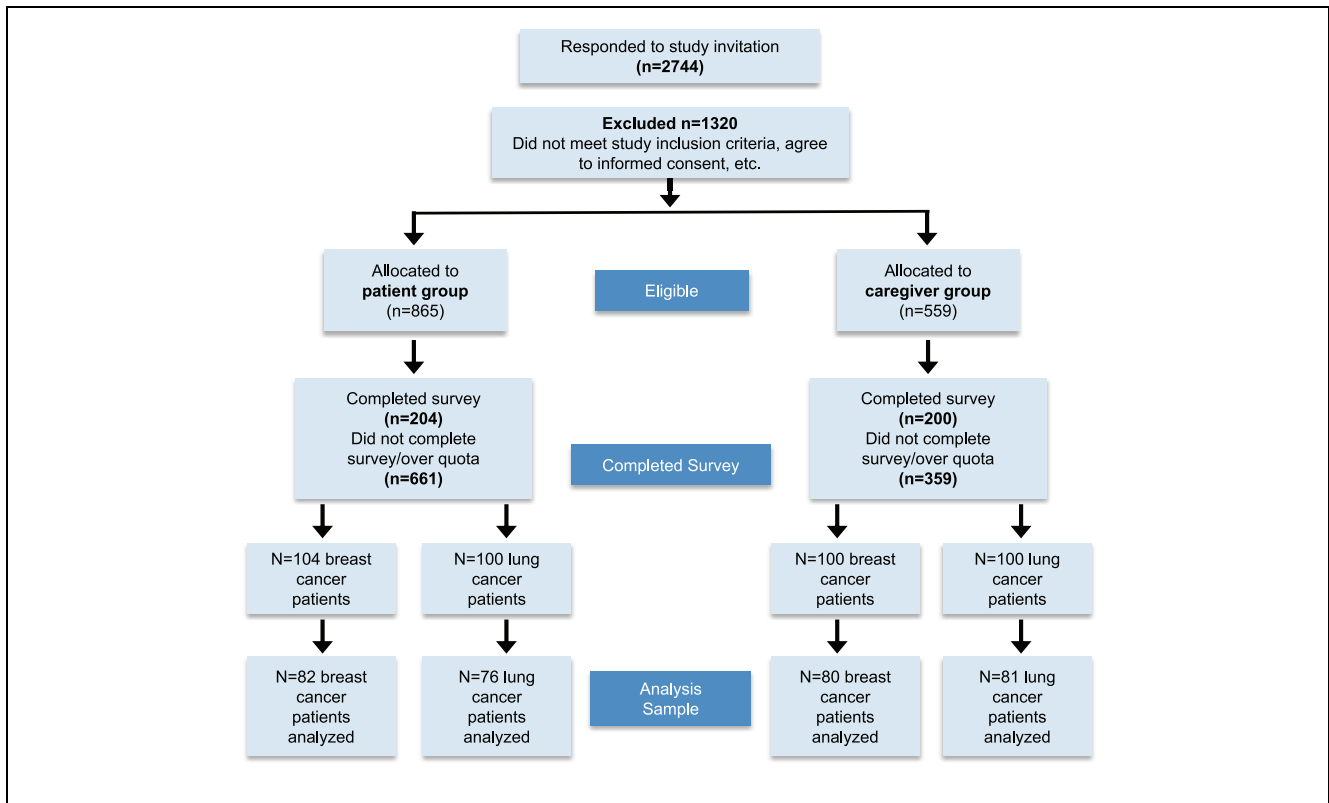 Responded to study invitation
(n=2744)
Excluded n=1320
Did not meet study inclusion criteria, agree
to informed consent, etc.
Allocated to
patient group
(n=865)
Eligible
Allocated to
caregiver group
(n=559)
Completed survey
(n=204)
Did not complete
survey/over quota
(n=661)
Completed Survey
Completed survey
(n=200)
Did not complete
survey/over quota
(n=359)
N=104 breast
cancer
patients
N=100 lung
cancer
patients
N=100 breast
cancer
patients
N=100 lung
cancer
patients
N=82 breast
cancer
patients
analyzed
N=76 lung
cancer
patients
analyzed
Analysis
Sample
N=80 breast
cancer
patients
analyzed
N=81 lung
cancer
patients
analyzed